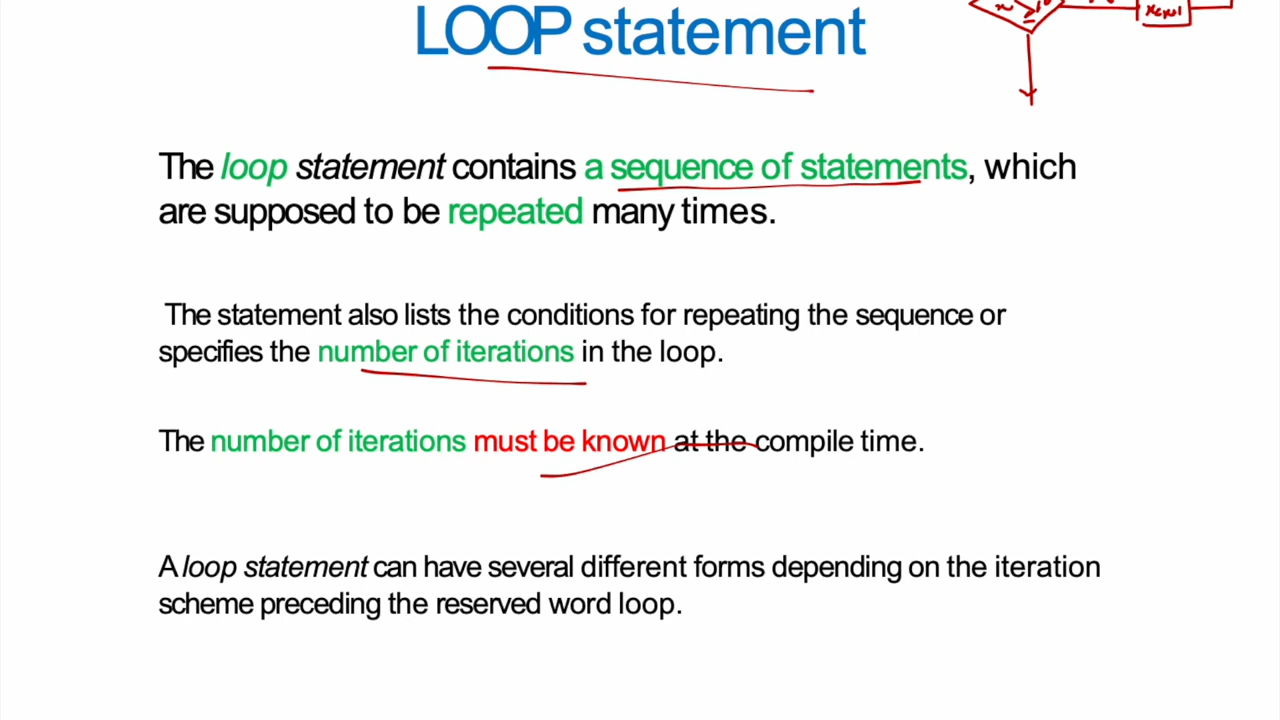 LOOP statement
The loop statement contains a sequence of statements, which
are supposed to be repeated many times.
The statement also lists the conditions for repeating the sequence or
specifies the number of iterations in the loop.
The number of iterations must be known at the compile time.
A loop statement can have several different forms depending on the iteration
scheme preceding the reserved word loop.